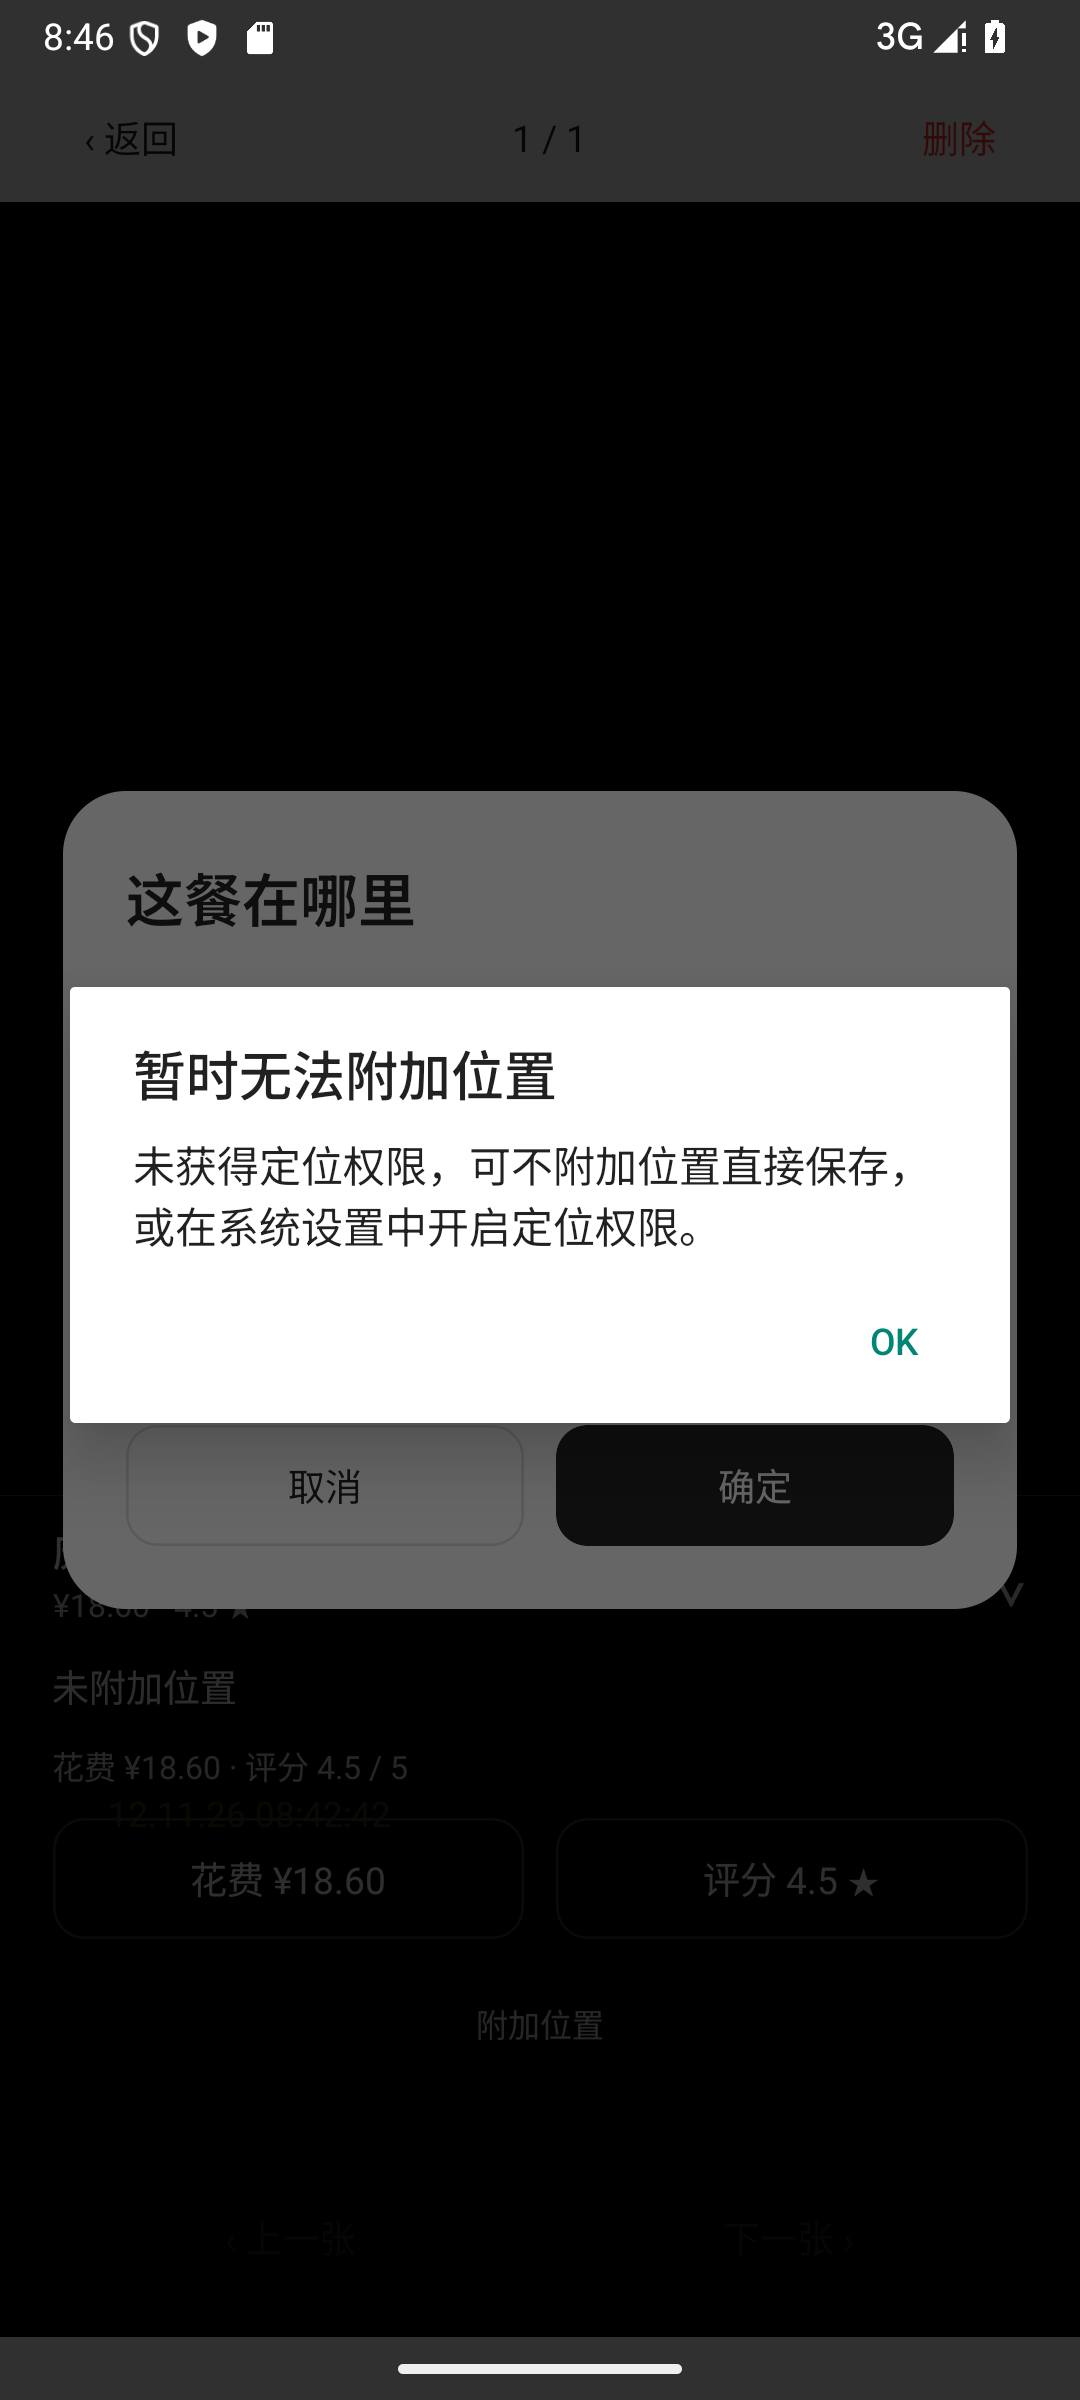 8:46
3G
‹ 返回
1 / 1
删除
这餐在哪里
暂时无法附加位置
未获得定位权限，可不附加位置直接保存，
或在系统设置中开启定位权限。
OK
取消
确定
未附加位置
花费 ¥18.60 · 评分 4.5 / 5
12.11.26 08:42:42
花费 ¥18.60
评分 4.5 ★
附加位置
‹ 上一张
下一张 ›